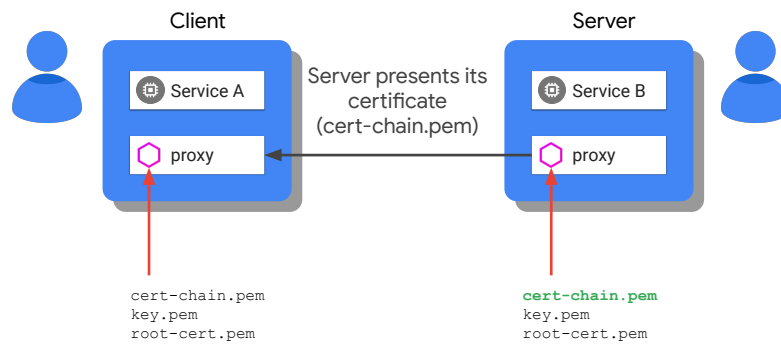 Client
Server
Service A
Server presents its
certificate
(cert-chain.pem)
Service B
proxy
proxy
cert-chain.pem
key.pem
root-cert.pem
cert-chain.pem
key.pem
root-cert.pem